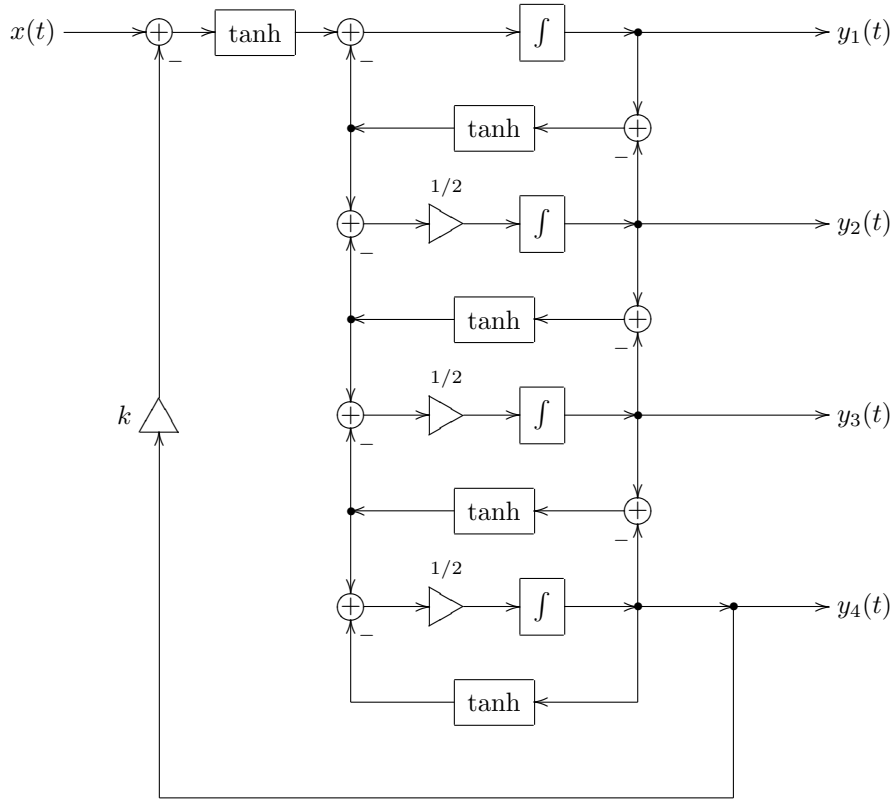 x(t) + tanh + ∫ y₁(t)
− −
tanh +
1/2 −
+ ∫ y₂(t)
−
tanh +
1/2 −
k + ∫ y₃(t)
−
tanh +
1/2 −
+ ∫ y₄(t)
−
tanh